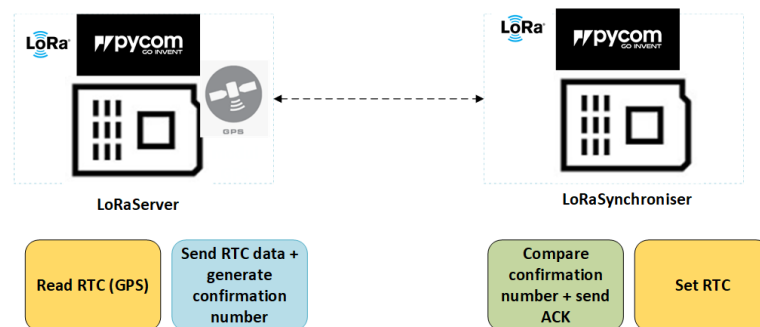 LoRa
pycom
GO INVENT
GPS
LoRaServer
LoRa
pycom
GO INVENT
LoRaSynchroniser
Read RTC (GPS)
Send RTC data +
generate
confirmation
number
Compare
confirmation
number + send
ACK
Set RTC